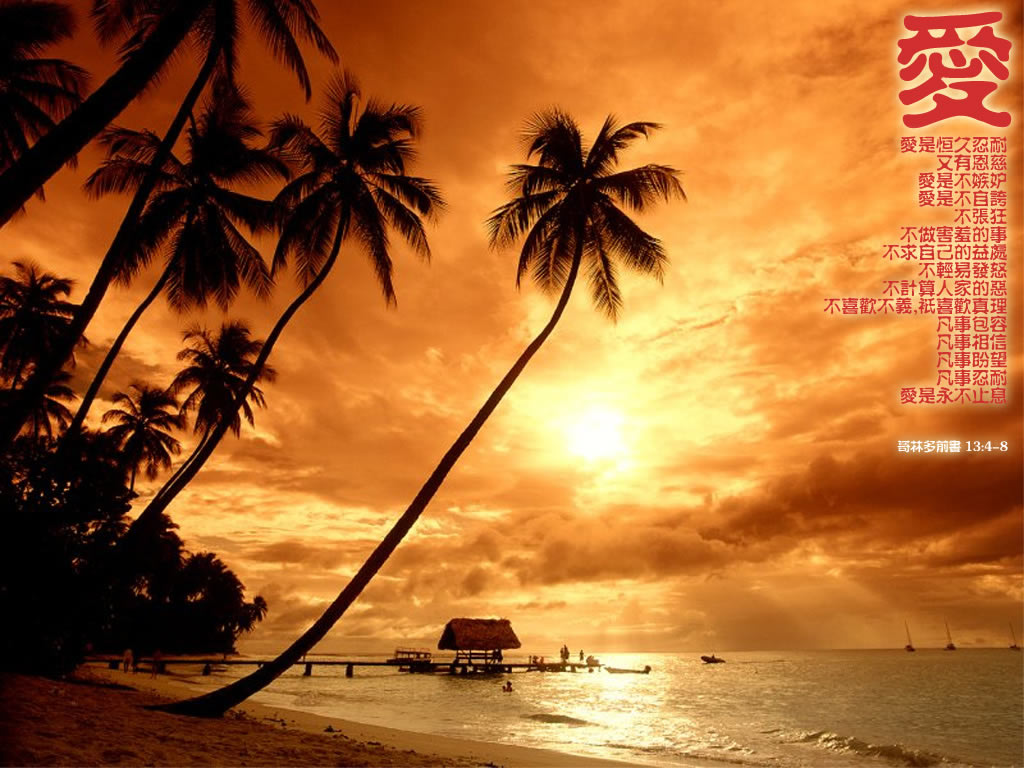 愛
愛是恒久忍耐
又有恩慈
愛是不嫉妒
愛是不自誇
不張狂
不做害羞的事
不求自己的益處
不輕易發怒
不計算人家的惡
不喜歡不義,祇喜歡真理
凡事包容
凡事相信
凡事盼望
凡事忍耐
愛是永不止息
哥林多前書 13:4-8